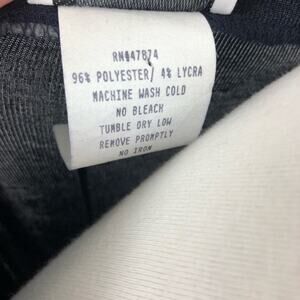 RN#47874
96% POLYESTER/ 4% LYCRA
MACHINE WASH COLD
NO BLEACH
TUMBLE DRY LOW
REMOVE PROMPTLY
NO IRON